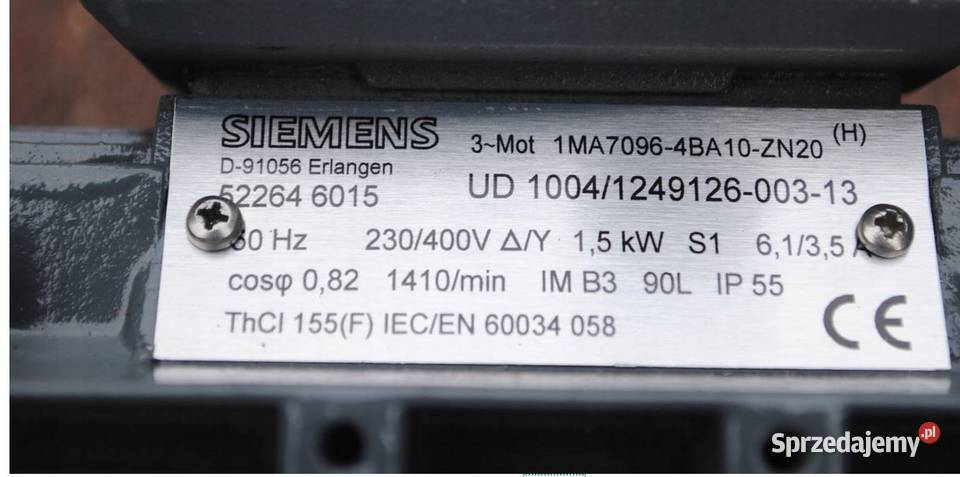 SIEMENS 3~Mot 1MA7096-4BA10-ZN20 (H)
D-91056 Erlangen
52264 6015 UD 1004/1249126-003-13
Hz 230/400V Δ/Y 1,5 kW S1 6,1/3,5 A
cosφ 0,82 1410/min IM B3 90L IP 55
ThCl 155(F) IEC/EN 60034 058
CE
Sprzedajemy.pl